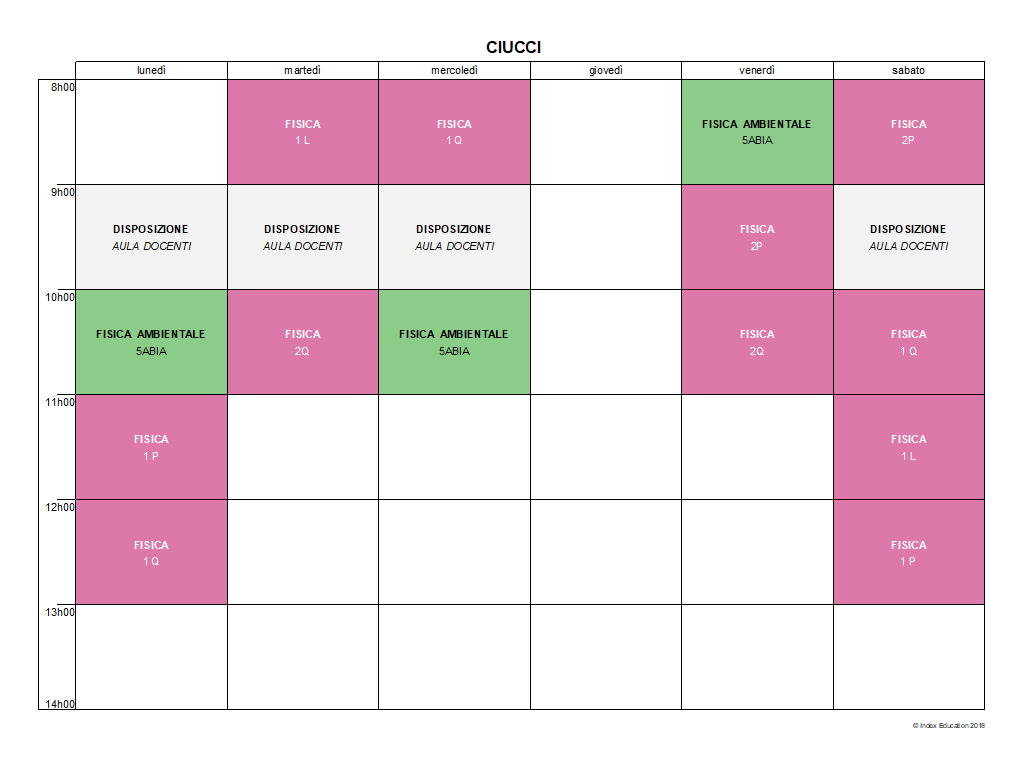 CIUCCI
lunedì martedì mercoledì giovedì venerdì sabato
8h00
FISICA FISICA FISICA AMBIENTALE FISICA
1 L 1 Q 5ABIA 2P
9h00
DISPOSIZIONE DISPOSIZIONE DISPOSIZIONE FISICA DISPOSIZIONE
AULA DOCENTI AULA DOCENTI AULA DOCENTI 2P AULA DOCENTI
10h00
FISICA AMBIENTALE FISICA FISICA AMBIENTALE FISICA FISICA
5ABIA 2Q 5ABIA 2Q 1 Q
11h00
FISICA FISICA
1 P 1 L
12h00
FISICA FISICA
1 Q 1 P
13h00
14h00
© Index Education 2018